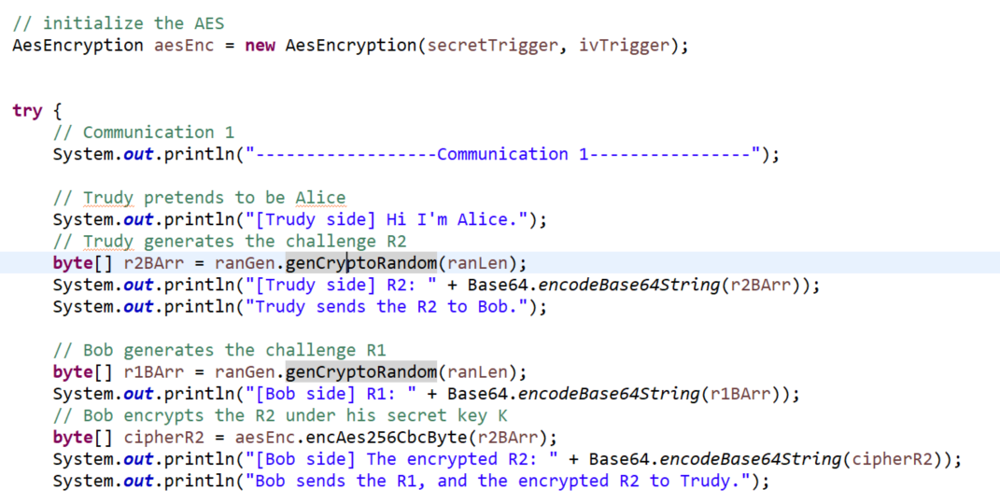 // initialize the AES
AesEncryption aesEnc = new AesEncryption(secretTrigger, ivTrigger);
try {
// Communication 1
System.out.println("------------------Communication 1----------------");
// Trudy pretends to be Alice
System.out.println("[Trudy side] Hi I'm Alice.");
// Trudy generates the challenge R2
byte[] r2BArr = ranGen.genCryptoRandom(ranLen);
System.out.println("[Trudy side] R2: " + Base64.encodeBase64String(r2BArr));
System.out.println("Trudy sends the R2 to Bob.");
// Bob generates the challenge R1
byte[] r1BArr = ranGen.genCryptoRandom(ranLen);
System.out.println("[Bob side] R1: " + Base64.encodeBase64String(r1BArr));
// Bob encrypts the R2 under his secret key K
byte[] cipherR2 = aesEnc.encAes256CbcByte(r2BArr);
System.out.println("[Bob side] The encrypted R2: " + Base64.encodeBase64String(cipherR2));
System.out.println("Bob sends the R1, and the encrypted R2 to Trudy.");